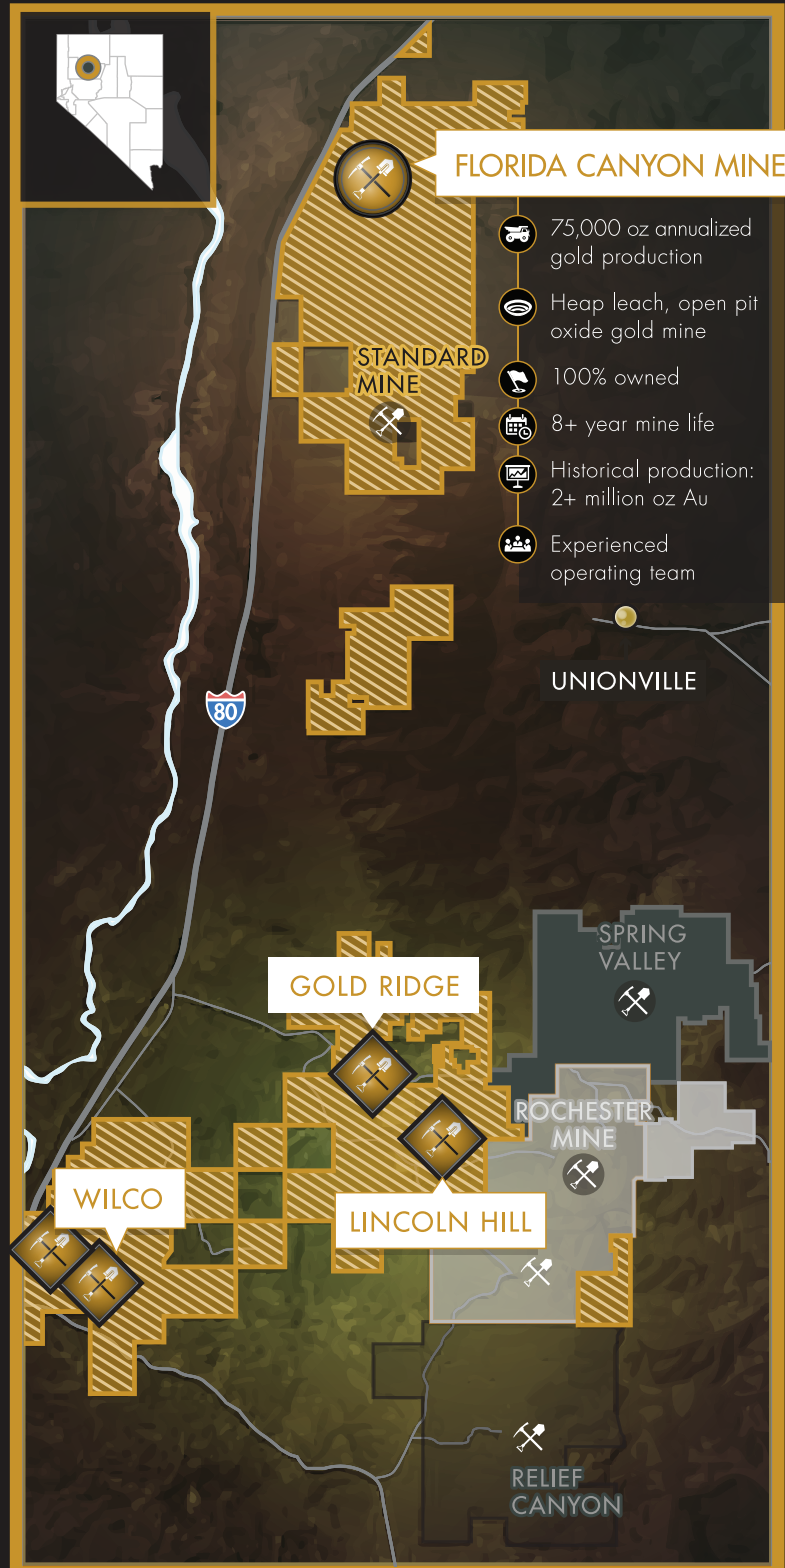 FLORIDA CANYON MINE
75,000 oz annualized
gold production
Heap leach, open pit
oxide gold mine
100% owned
8+ year mine life
Historical production:
2+ million oz Au
Experienced
operating team
STANDARD
MINE
UNIONVILLE
80
SPRING
VALLEY
GOLD RIDGE
ROCHESTER
MINE
WILCO
LINCOLN HILL
RELIEF
CANYON